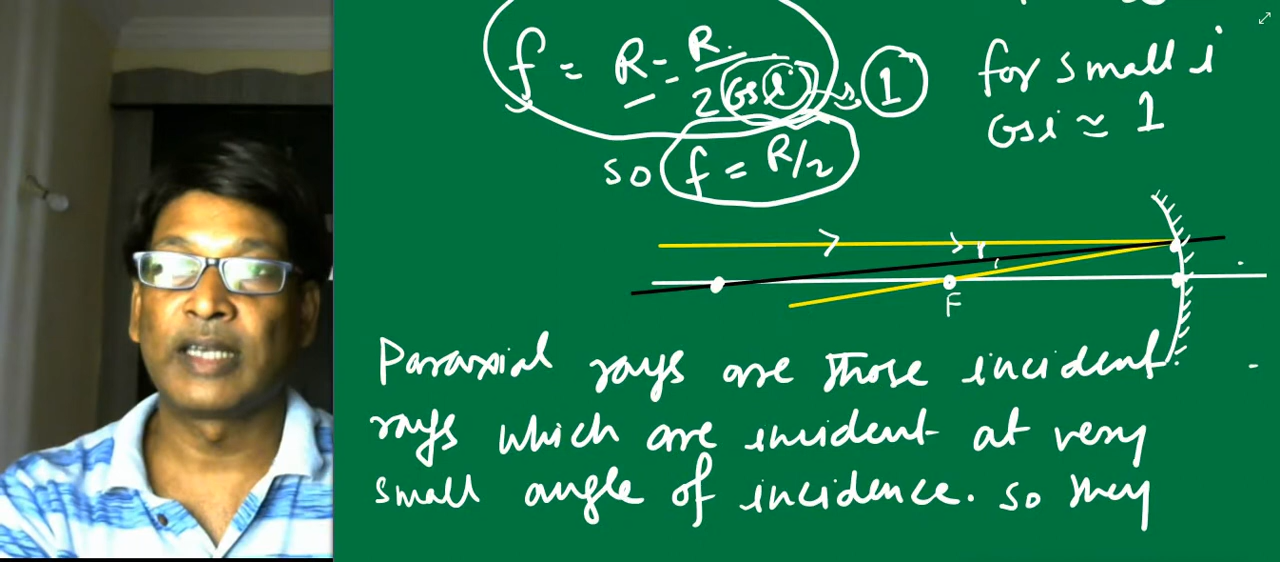 f = R - R / 2 cos i → 1
for small i
cos i ≃ 1
so f = R/2
r
i
F
Paraxial rays are those incident
rays which are incident at very
small angle of incidence. so they